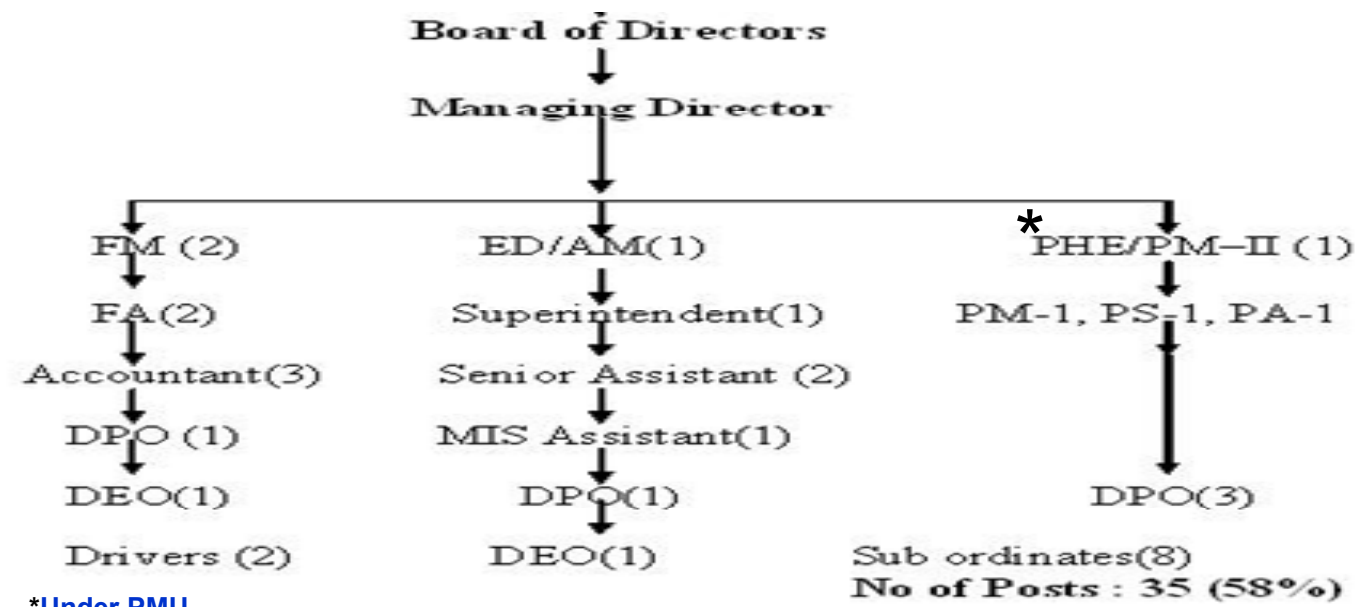 Board of Directors
Managing Director
FM (2) ED/AM(1) * PHE/PM-II (1)
FA(2) Superintendent(1) PM-1, PS-1, PA-1
Accountant(3) Senior Assistant (2)
DPO (1) MIS Assistant(1)
DEO(1) DPO(1) DPO(3)
Drivers (2) DEO(1) Sub ordinates(8)
No of Posts : 35 (58%)
*Under PMU